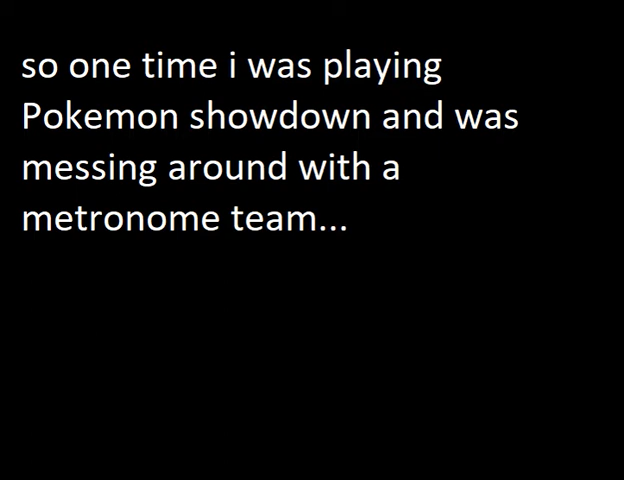 so one time i was playing
Pokemon showdown and was
messing around with a
metronome team...